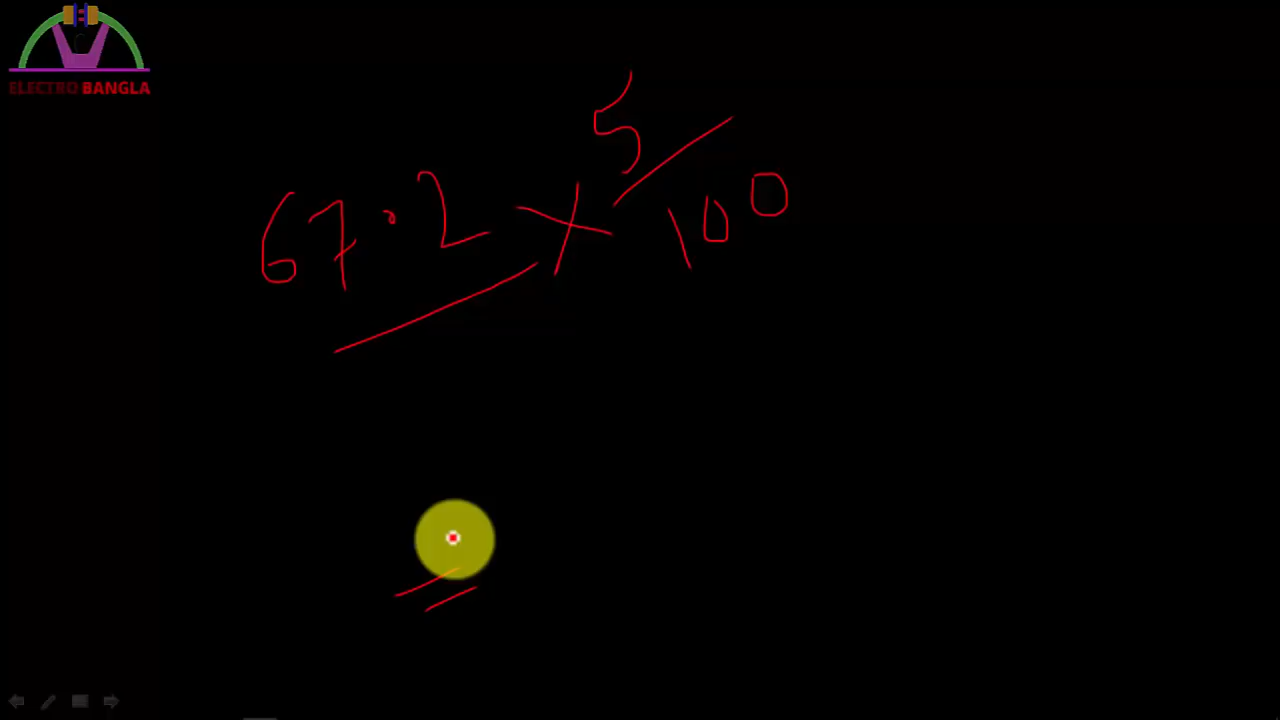 ELECTRO BANGLA
67.2 × 5/100
=